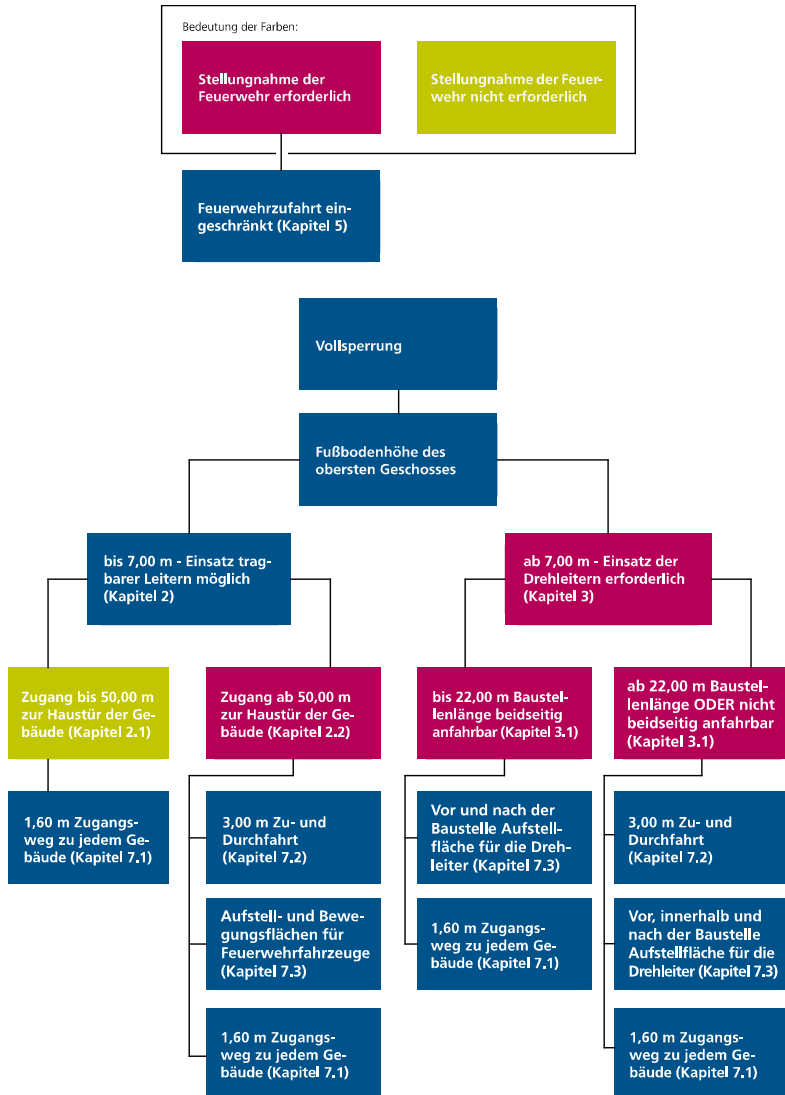 Bedeutung der Farben:
Stellungnahme der
Feuerwehr erforderlich
Stellungnahme der Feuer-
wehr nicht erforderlich
Feuerwehrzufahrt ein-
geschränkt (Kapitel 5)
Vollsperrung
Fußbodenhöhe des
obersten Geschosses
bis 7,00 m - Einsatz trag-
barer Leitern möglich
(Kapitel 2)
ab 7,00 m - Einsatz der
Drehleitern erforderlich
(Kapitel 3)
Zugang bis 50,00 m
zur Haustür der Ge-
bäude (Kapitel 2.1)
Zugang ab 50,00 m
zur Haustür der Ge-
bäude (Kapitel 2.2)
bis 22,00 m Baustel-
lenlänge beidseitig
anfahrbar (Kapitel 3.1)
ab 22,00 m Baustel-
lenlänge ODER nicht
beidseitig anfahrbar
(Kapitel 3.1)
1,60 m Zugangs-
weg zu jedem Ge-
bäude (Kapitel 7.1)
3,00 m Zu- und
Durchfahrt
(Kapitel 7.2)
Vor und nach der
Baustelle Aufstell-
fläche für die Dreh-
leiter (Kapitel 7.3)
3,00 m Zu- und
Durchfahrt
(Kapitel 7.2)
Aufstell- und Bewe-
gungsflächen für
Feuerwehrfahrzeuge
(Kapitel 7.3)
1,60 m Zugangs-
weg zu jedem Ge-
bäude (Kapitel 7.1)
Vor, innerhalb und
nach der Baustelle
Aufstellfläche für die
Drehleiter (Kapitel 7.3)
1,60 m Zugangs-
weg zu jedem Ge-
bäude (Kapitel 7.1)
1,60 m Zugangs-
weg zu jedem Ge-
bäude (Kapitel 7.1)